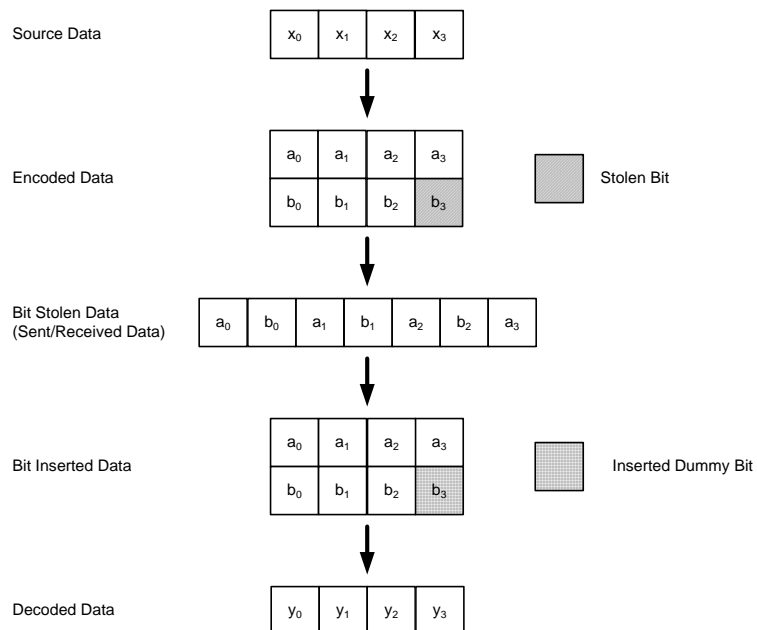 Source Data
x₀ x₁ x₂ x₃
Encoded Data
a₀ a₁ a₂ a₃
b₀ b₁ b₂ b₃
Stolen Bit
Bit Stolen Data
(Sent/Received Data)
a₀ b₀ a₁ b₁ a₂ b₂ a₃
Bit Inserted Data
a₀ a₁ a₂ a₃
b₀ b₁ b₂ b₃
Inserted Dummy Bit
Decoded Data
y₀ y₁ y₂ y₃